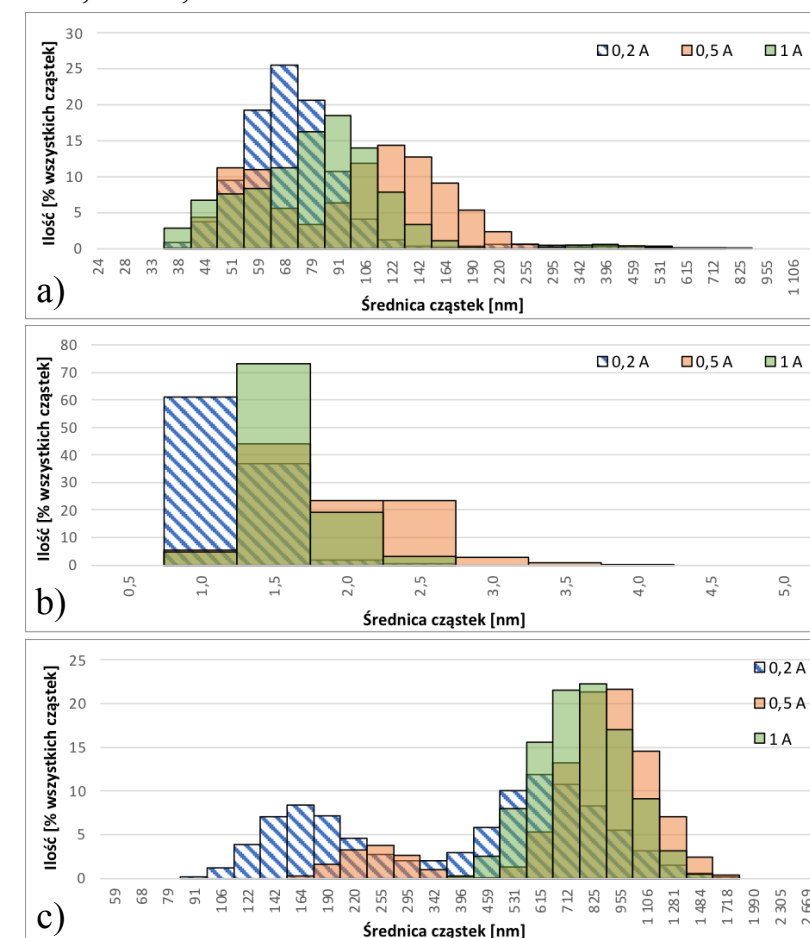 30
25
20
15
10
5
0
Ilość [% wszystkich cząstek]
0,2 A 0,5 A 1 A
24 28 33 38 44 51 59 68 79 91 106 122 142 164 190 220 255 295 342 396 459 531 615 712 825 955 1 106
Średnica cząstek [nm]
a)
80
70
60
50
40
30
20
10
0
Ilość [% wszystkich cząstek]
0,2 A 0,5 A 1 A
0,5 1,0 1,5 2,0 2,5 3,0 3,5 4,0 4,5 5,0
Średnica cząstek [nm]
b)
25
20
15
10
5
0
Ilość [% wszystkich cząstek]
0,2 A
0,5 A
1 A
59 68 79 91 106 122 142 164 190 220 255 295 342 396 459 531 615 712 825 955 1 106 1 281 1 484 1 718 1 990 2 305 2 669
Średnica cząstek [nm]
c)